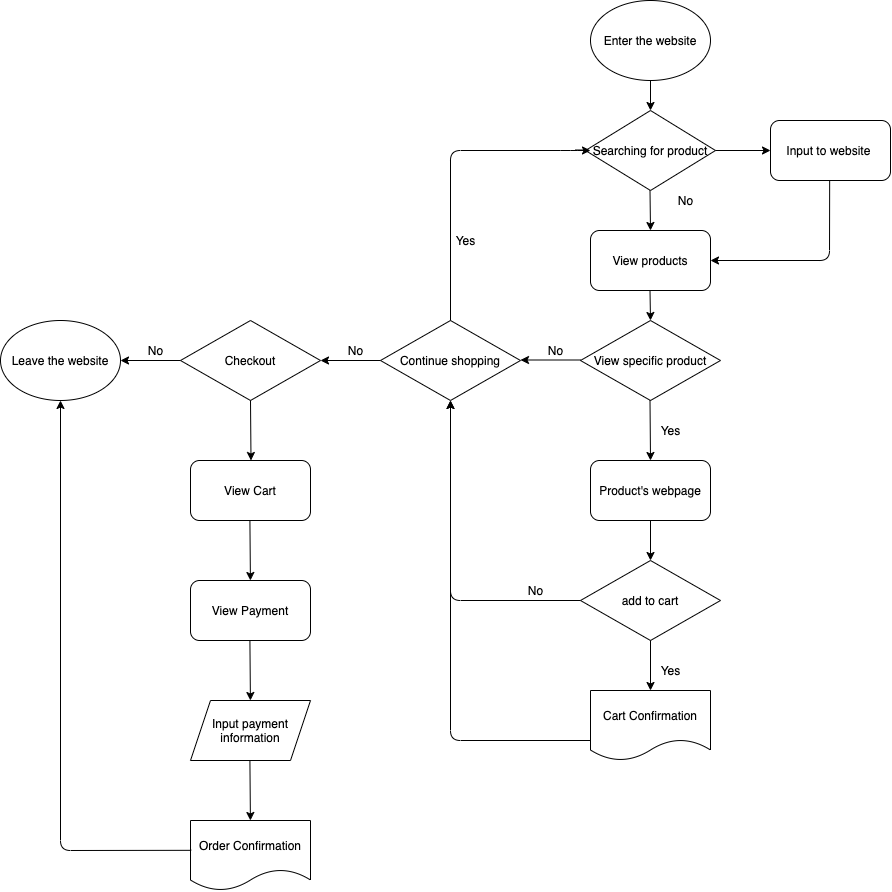 Enter the website
Searching for product
Input to website
No
View products
Yes
Leave the website
No
Checkout
No
Continue shopping
No
View specific product
Yes
View Cart
Product's webpage
No
add to cart
View Payment
Yes
Cart Confirmation
Input payment
information
Order Confirmation